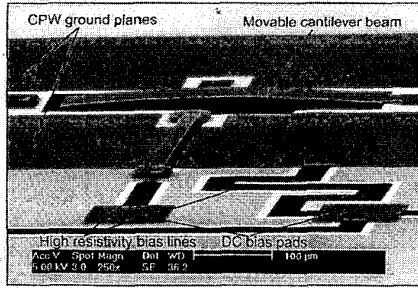 CPW ground planes
Movable cantilever beam
High resistivity bias lines
DC bias pads
Acc V Spot Magn Det WD
5.00 kV 3.0 250x SE 36.2
100 µm